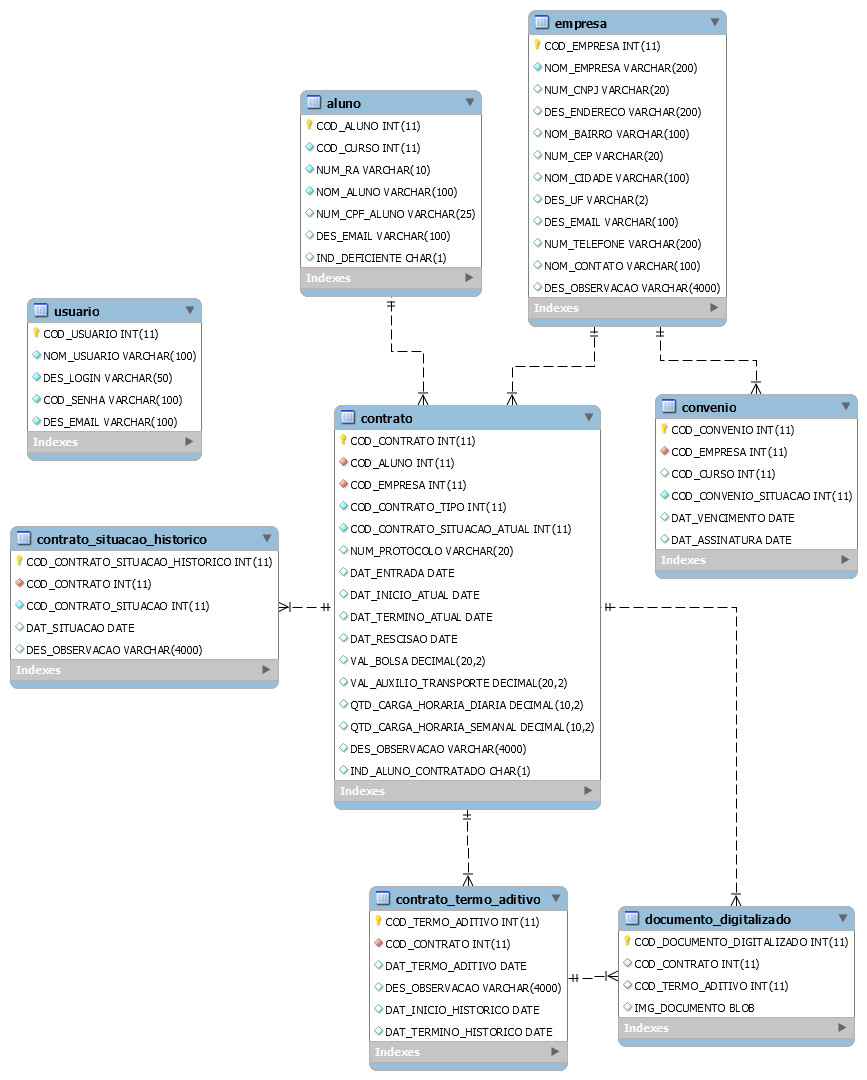 empresa
COD_EMPRESA INT(11)
NOM_EMPRESA VARCHAR(200)
NUM_CNPJ VARCHAR(20)
DES_ENDERECO VARCHAR(200)
NOM_BAIRRO VARCHAR(100)
NUM_CEP VARCHAR(20)
NOM_CIDADE VARCHAR(100)
DES_UF VARCHAR(2)
DES_EMAIL VARCHAR(100)
NUM_TELEFONE VARCHAR(200)
NOM_CONTATO VARCHAR(100)
DES_OBSERVACAO VARCHAR(4000)
Indexes
aluno
COD_ALUNO INT(11)
COD_CURSO INT(11)
NUM_RA VARCHAR(10)
NOM_ALUNO VARCHAR(100)
NUM_CPF_ALUNO VARCHAR(25)
DES_EMAIL VARCHAR(100)
IND_DEFICIENTE CHAR(1)
Indexes
usuario
COD_USUARIO INT(11)
NOM_USUARIO VARCHAR(100)
DES_LOGIN VARCHAR(50)
COD_SENHA VARCHAR(100)
DES_EMAIL VARCHAR(100)
Indexes
contrato
COD_CONTRATO INT(11)
COD_ALUNO INT(11)
COD_EMPRESA INT(11)
COD_CONTRATO_TIPO INT(11)
COD_CONTRATO_SITUACAO_ATUAL INT(11)
NUM_PROTOCOLO VARCHAR(20)
DAT_ENTRADA DATE
DAT_INICIO_ATUAL DATE
DAT_TERMINO_ATUAL DATE
DAT_RESCISAO DATE
VAL_BOLSA DECIMAL(20,2)
VAL_AUXILIO_TRANSPORTE DECIMAL(20,2)
QTD_CARGA_HORARIA_DIARIA DECIMAL(10,2)
QTD_CARGA_HORARIA_SEMANAL DECIMAL(10,2)
DES_OBSERVACAO VARCHAR(4000)
IND_ALUNO_CONTRATADO CHAR(1)
Indexes
convenio
COD_CONVENIO INT(11)
COD_EMPRESA INT(11)
COD_CURSO INT(11)
COD_CONVENIO_SITUACAO INT(11)
DAT_VENCIMENTO DATE
DAT_ASSINATURA DATE
Indexes
contrato_situacao_historico
COD_CONTRATO_SITUACAO_HISTORICO INT(11)
COD_CONTRATO INT(11)
COD_CONTRATO_SITUACAO INT(11)
DAT_SITUACAO DATE
DES_OBSERVACAO VARCHAR(4000)
Indexes
contrato_termo_aditivo
COD_TERMO_ADITIVO INT(11)
COD_CONTRATO INT(11)
DAT_TERMO_ADITIVO DATE
DES_OBSERVACAO VARCHAR(4000)
DAT_INICIO_HISTORICO DATE
DAT_TERMINO_HISTORICO DATE
Indexes
documento_digitalizado
COD_DOCUMENTO_DIGITALIZADO INT(11)
COD_CONTRATO INT(11)
COD_TERMO_ADITIVO INT(11)
IMG_DOCUMENTO BLOB
Indexes